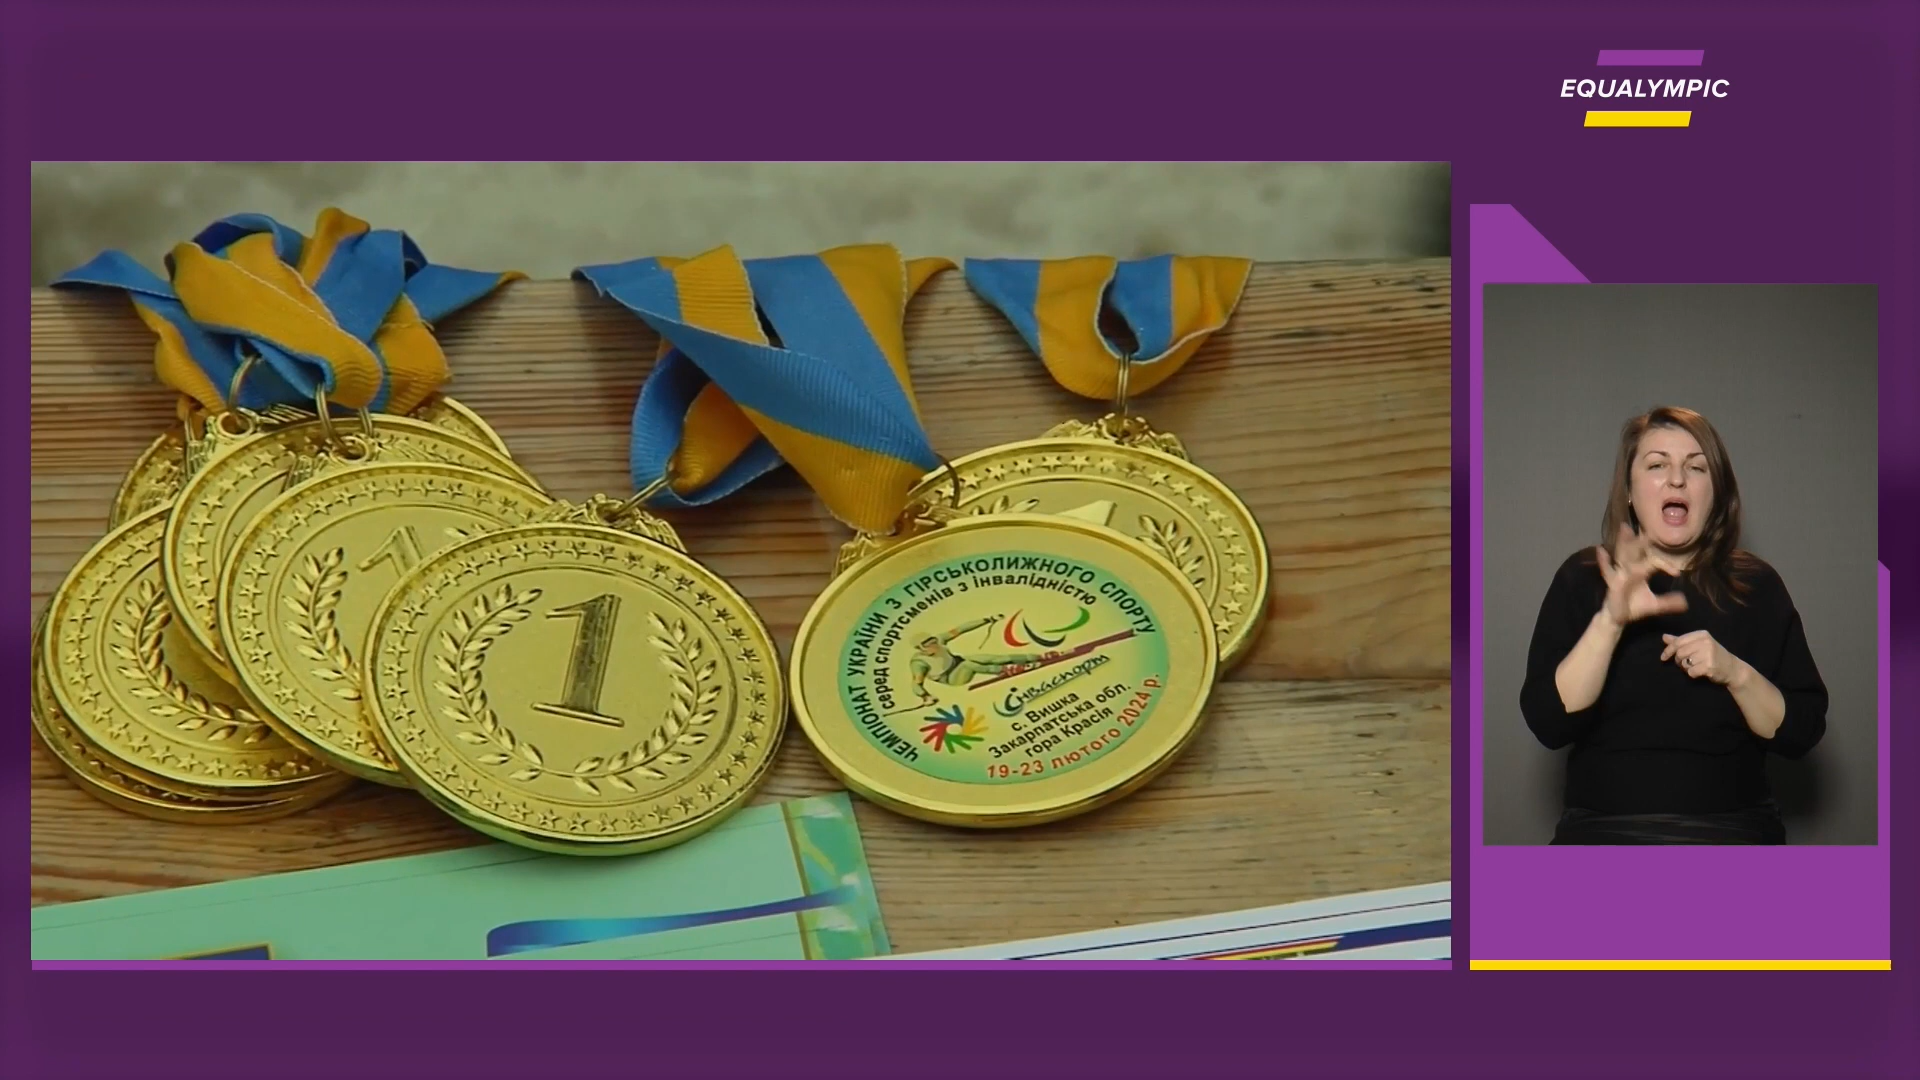 EQUALYMPIC
ЧЕМПІОНАТ УКРАЇНИ З ГІРСЬКОЛИЖНОГО СПОРТУ
серед спортсменів з інвалідністю
Інваспорт
с. Вишка
Закарпатська обл.
гора Красія
19-23 лютого 2024 р.
1
1